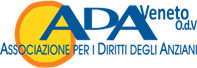 ADA Veneto
O.d.V
ASSOCIAZIONE PER I DIRITTI DEGLI ANZIANI